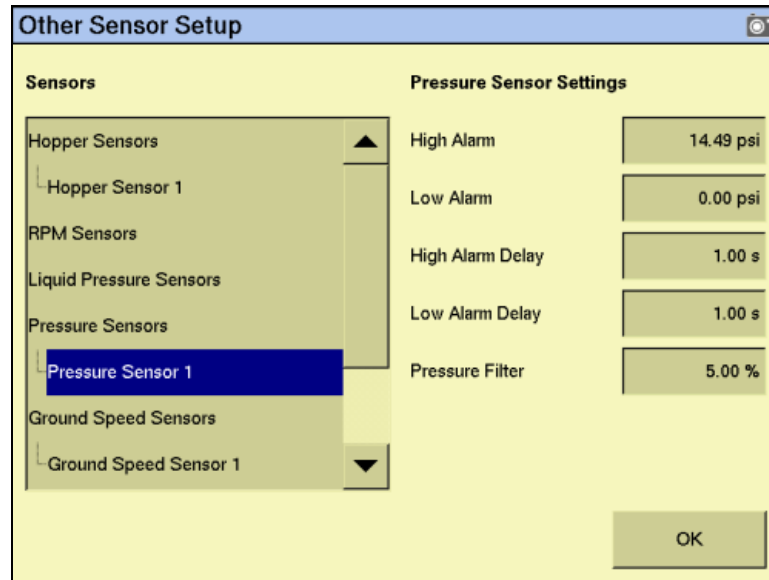 Other Sensor Setup
Sensors
Hopper Sensors
Hopper Sensor 1
RPM Sensors
Liquid Pressure Sensors
Pressure Sensors
Pressure Sensor 1
Ground Speed Sensors
Ground Speed Sensor 1
Pressure Sensor Settings
High Alarm 14.49 psi
Low Alarm 0.00 psi
High Alarm Delay 1.00 s
Low Alarm Delay 1.00 s
Pressure Filter 5.00 %
OK